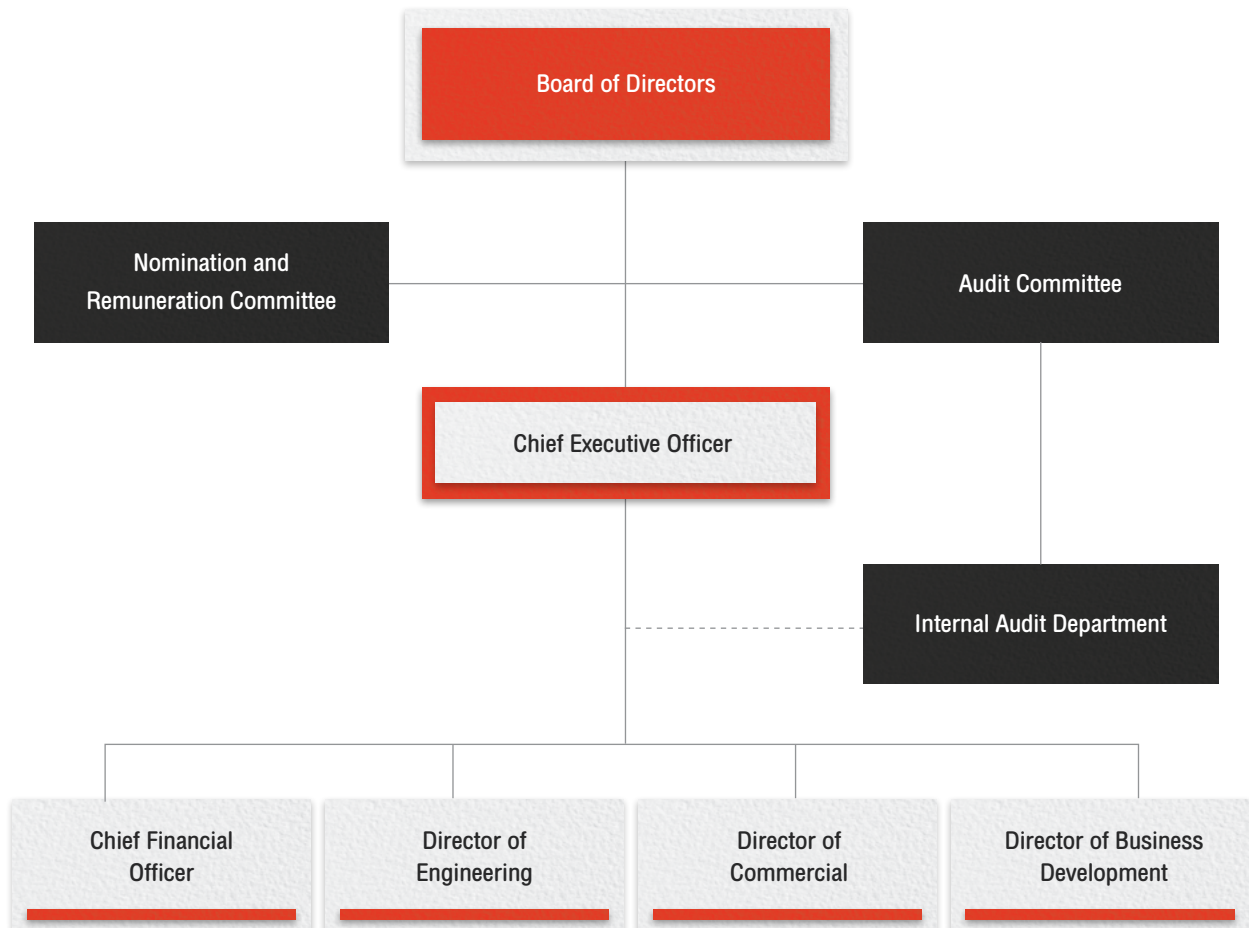 Board of Directors
Nomination and
Remuneration Committee
Audit Committee
Chief Executive Officer
Internal Audit Department
Chief Financial
Officer
Director of
Engineering
Director of
Commercial
Director of Business
Development